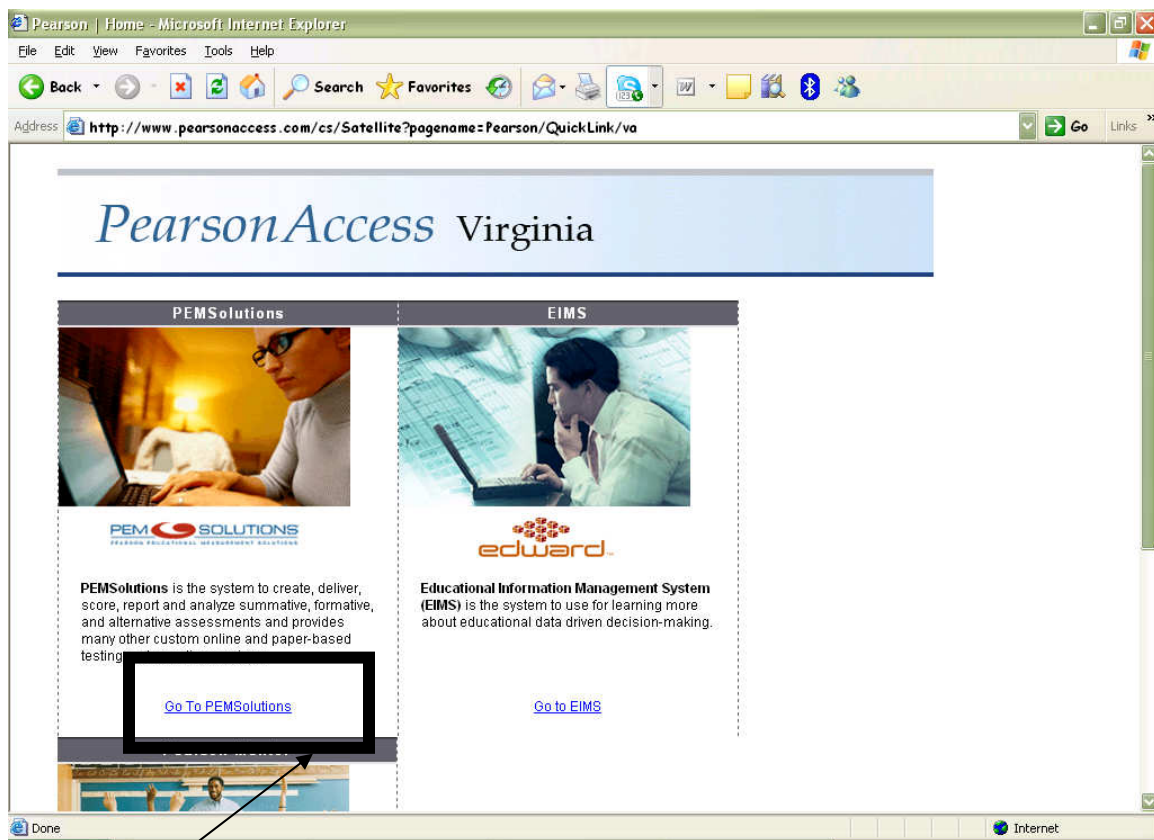 Pearson | Home - Microsoft Internet Explorer
File Edit View Favorites Tools Help
Back Search Favorites
Address http://www.pearsonaccess.com/cs/Satellite?pagename=Pearson/QuickLink/va Go Links »
PearsonAccess Virginia
PEMSolutions
PEM SOLUTIONS
PEARSON EDUCATIONAL MEASUREMENT SOLUTIONS
PEMSolutions is the system to create, deliver,
score, report and analyze summative, formative,
and alternative assessments and provides
many other custom online and paper-based
Go To PEMSolutions
EIMS
edward
Educational Information Management System
(EIMS) is the system to use for learning more
about educational data driven decision-making.
Go to EIMS
Done Internet